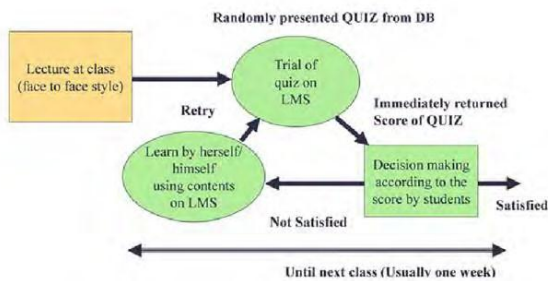 Randomly presented QUIZ from DB
Lecture at class
(face to face style)
Trial of
quiz on
LMS
Retry
Immediately returned
Score of QUIZ
Learn by herself/
himself
using contents
on LMS
Decision making
according to the
score by students
Satisfied
Not Satisfied
Until next class (Usually one week)